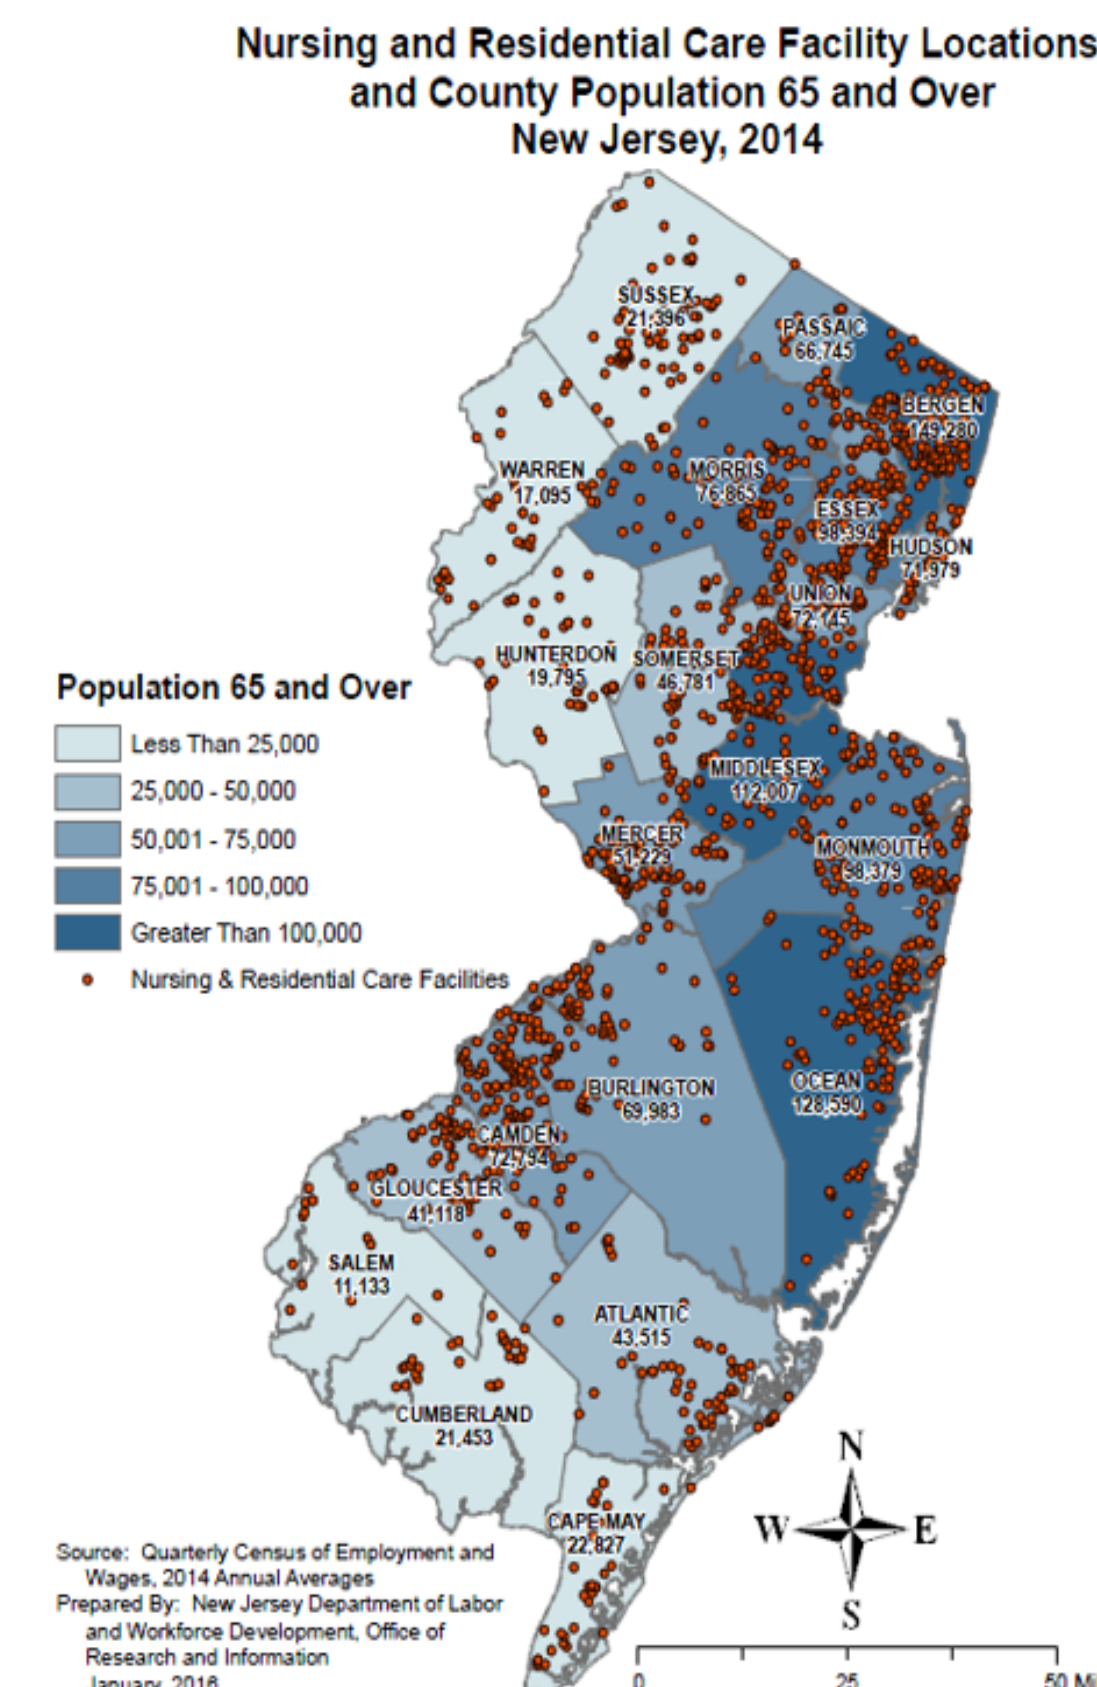 Nursing and Residential Care Facility Locations
and County Population 65 and Over
New Jersey, 2014
SUSSEX
21,396
PASSAIC
66,745
BERGEN
149,280
WARREN
17,095
MORRIS
76,865
ESSEX
98,394
HUDSON
71,979
UNION
72,145
HUNTERDON
19,795
SOMERSET
46,781
Population 65 and Over
Less Than 25,000
25,000 - 50,000
50,001 - 75,000
75,001 - 100,000
Greater Than 100,000
Nursing & Residential Care Facilities
MIDDLESEX
112,007
MERCER
51,229
MONMOUTH
98,379
OCEAN
128,590
BURLINGTON
69,983
CAMDEN
72,794
GLOUCESTER
41,118
SALEM
11,133
ATLANTIC
43,515
CUMBERLAND
21,453
CAPE MAY
22,827
N
W E
S
Source: Quarterly Census of Employment and
Wages, 2014 Annual Averages
Prepared By: New Jersey Department of Labor
and Workforce Development, Office of
Research and Information
January, 2016
0 25 50 Mi